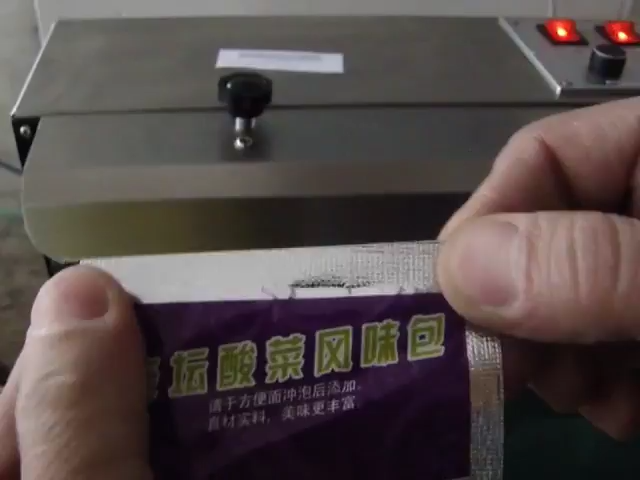 坛酸菜风味包
请于方便面冲泡后添加,
真材实料, 美味更丰富